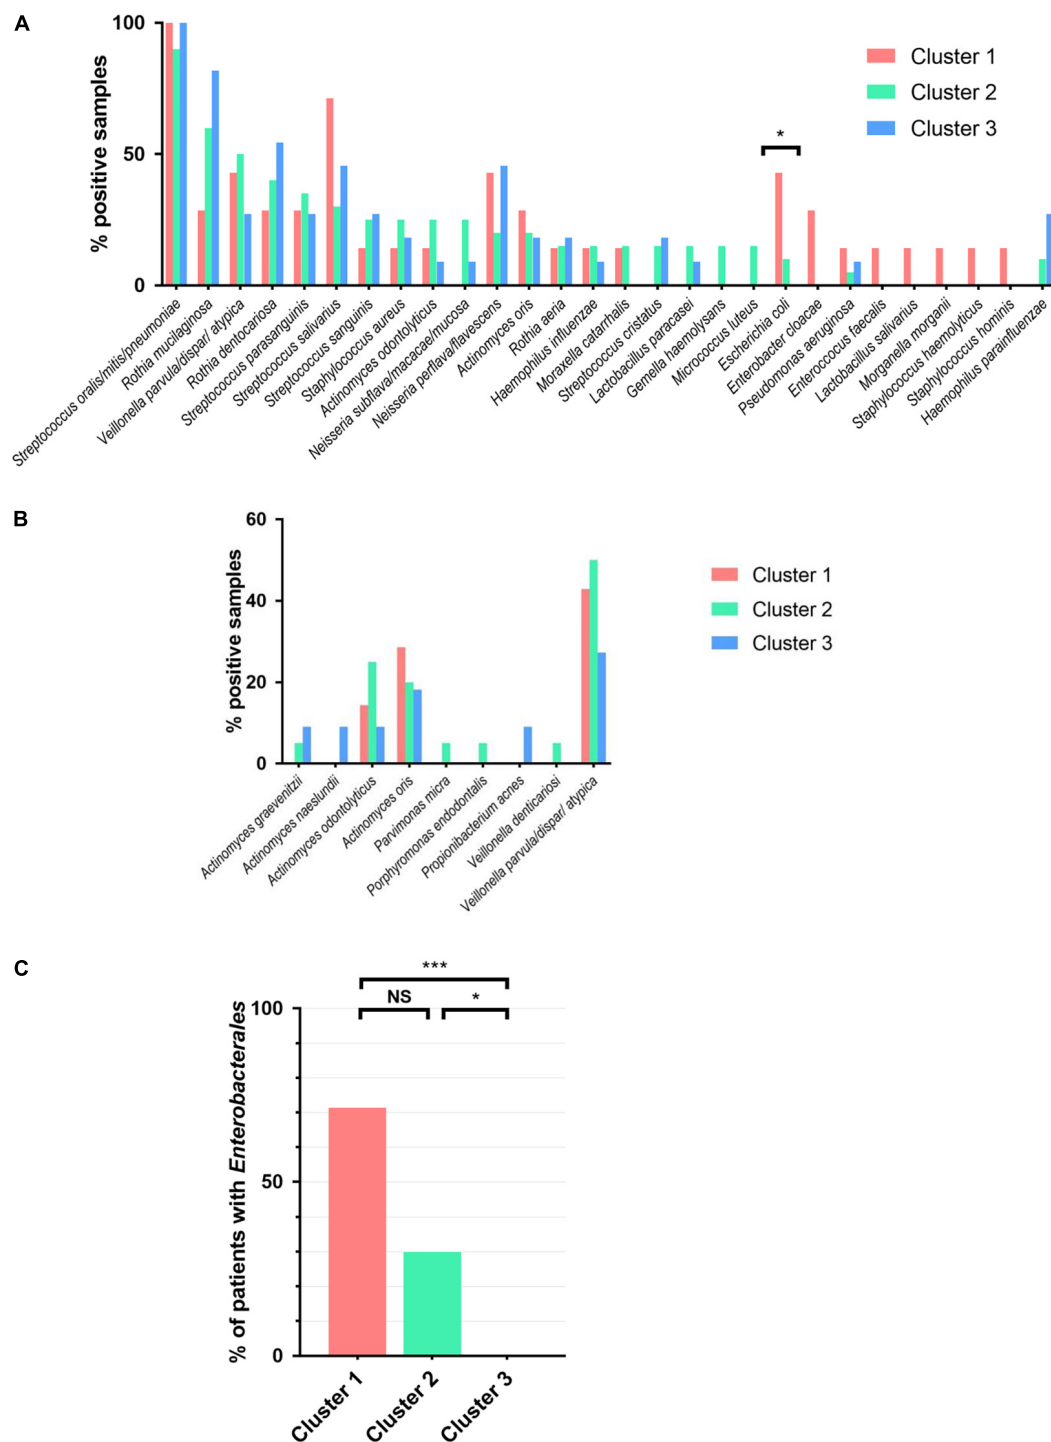 A
% positive samples
100
50
0
Cluster 1
Cluster 2
Cluster 3
*
Streptococcus oralis/mitis/pneumoniae
Rothia mucilaginosa
Veillonella parvula/dispar/ atypica
Rothia dentocariosa
Streptococcus parasanguinis
Streptococcus salivarius
Streptococcus sanguinis
Staphylococcus aureus
Actinomyces odontolyticus
Neisseria subflava/macacae/mucosa
Neisseria perflava/flavescens
Actinomyces oris
Rothia aeria
Haemophilus influenzae
Moraxella catarrhalis
Streptococcus cristatus
Lactobacillus paracasei
Gemella haemolysans
Micrococcus luteus
Escherichia coli
Enterobacter cloacae
Pseudomonas aeruginosa
Enterococcus faecalis
Lactobacillus salivarius
Morganella morganii
Staphylococcus haemolyticus
Staphylococcus hominis
Haemophilus parainfluenzae
B
% positive samples
60
40
20
0
Cluster 1
Cluster 2
Cluster 3
Actinomyces graevenitzii
Actinomyces naeslundii
Actinomyces odontolyticus
Actinomyces oris
Parvimonas micra
Porphyromonas endodontalis
Propionibacterium acnes
Veillonella denticariosi
Veillonella parvula/dispar/ atypica
C
% of patients with Enterobacterales
***
NS
*
100
50
0
Cluster 1
Cluster 2
Cluster 3